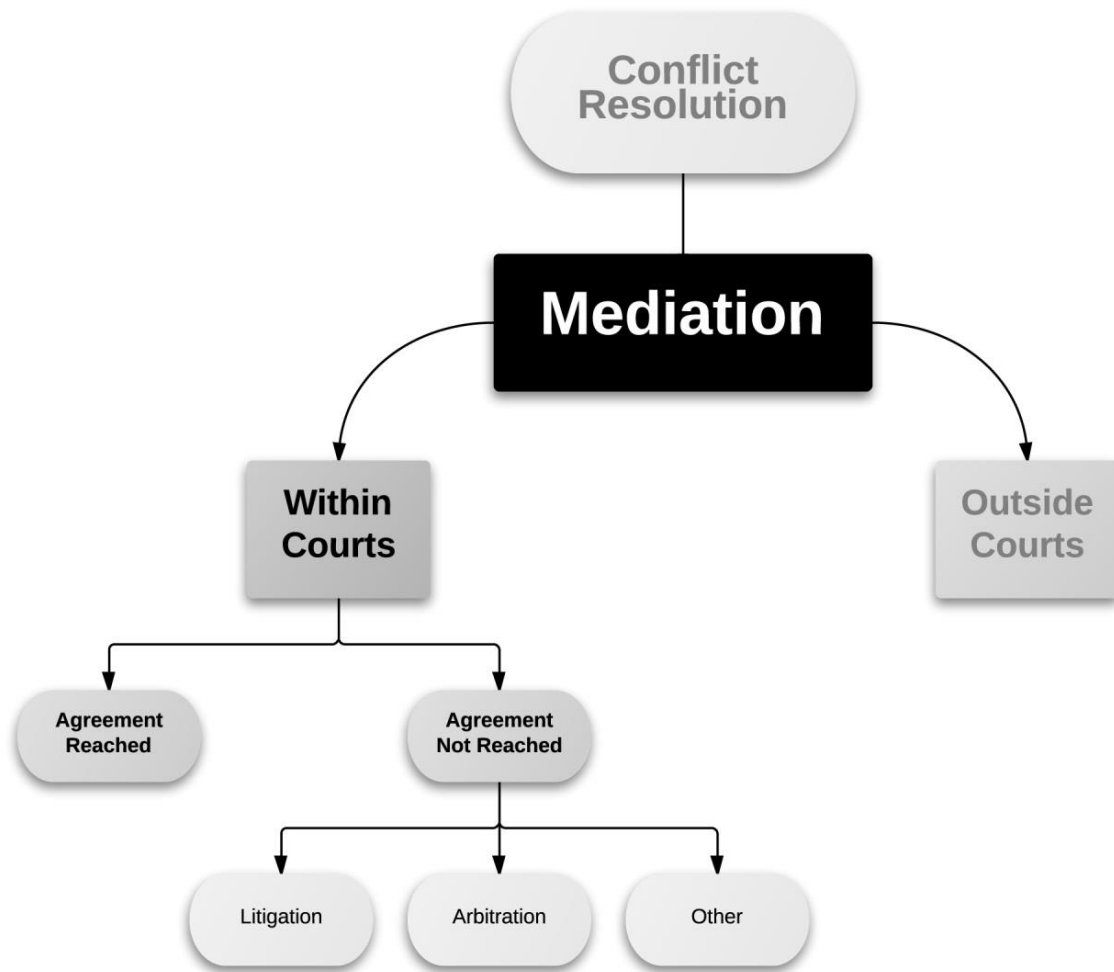 Conflict
Resolution
Mediation
Within
Courts
Outside
Courts
Agreement
Reached
Agreement
Not Reached
Litigation
Arbitration
Other